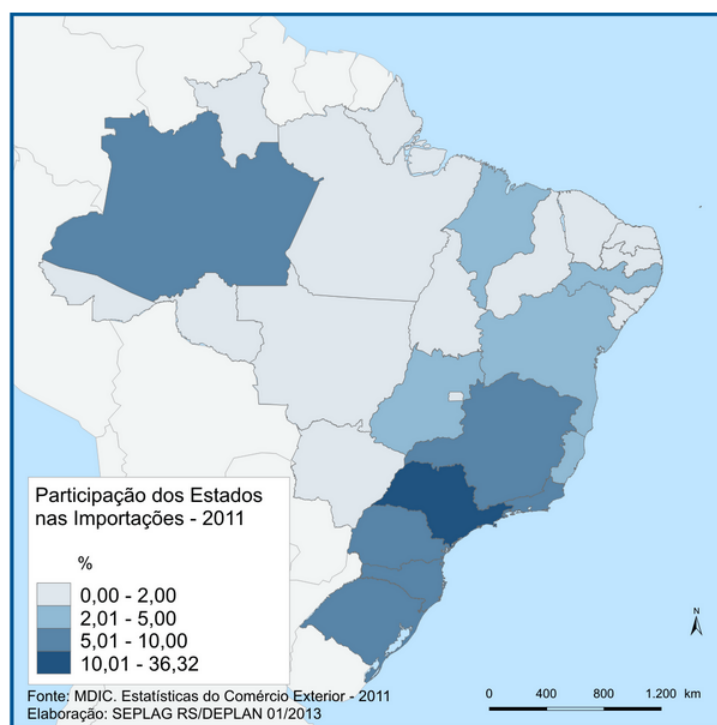 Participação dos Estados
nas Importações - 2011
%
0,00 - 2,00
2,01 - 5,00
5,01 - 10,00
10,01 - 36,32
Fonte: MDIC. Estatísticas do Comércio Exterior - 2011
Elaboração: SEPLAG RS/DEPLAN 01/2013
N
0 400 800 1.200 km